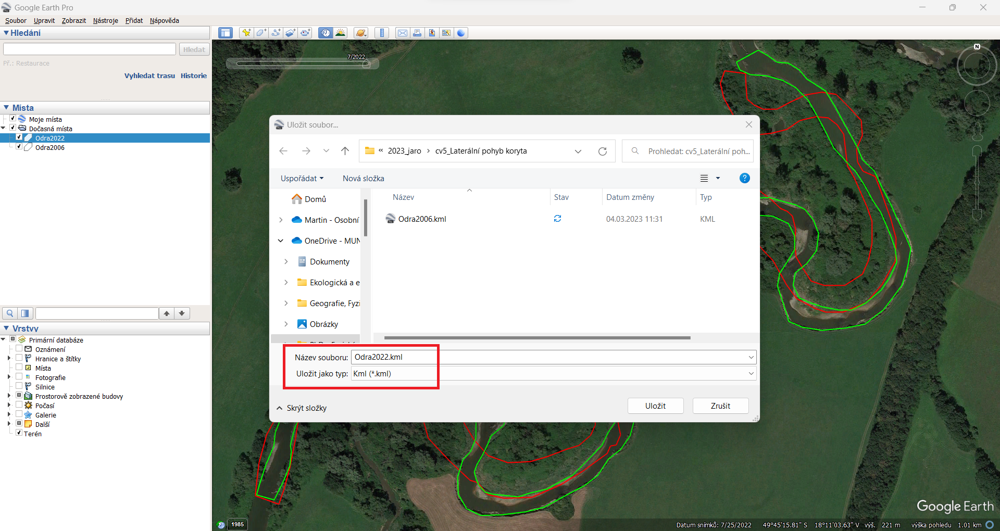 Google Earth Pro
Soubor Upravit Zobrazit Nástroje Přidat Nápověda
Hledání
Hledat
Př.: Restaurace
Vyhledat trasu Historie
Místa
Moje místa
Dočasná místa
Odra2022
Odra2006
Vrstvy
Primární databáze
Oznámení
Hranice a štítky
Místa
Fotografie
Silnice
Prostorově zobrazené budovy
Počasí
Galerie
Další
Terén
7/2022
N
Uložit soubor...
« 2023_jaro › cv5_Laterální pohyb koryta
Prohledat: cv5_Laterální poh...
Uspořádat Nová složka
?
Domů
Martin - Osobní
OneDrive - MUN
Dokumenty
Ekologická a e
Geografie, Fyzi
Obrázky
Název Stav Datum změny Typ
Odra2006.kml 04.03.2023 11:31 KML
Název souboru: Odra2022.kml
Uložit jako typ: Kml (*.kml)
Skrýt složky
Uložit Zrušit
Google Earth
1985
Datum snímků: 7/25/2022 49°45'15.81" S 18°11'03.63" V výš. 221 m výška pohledu 1.01 km